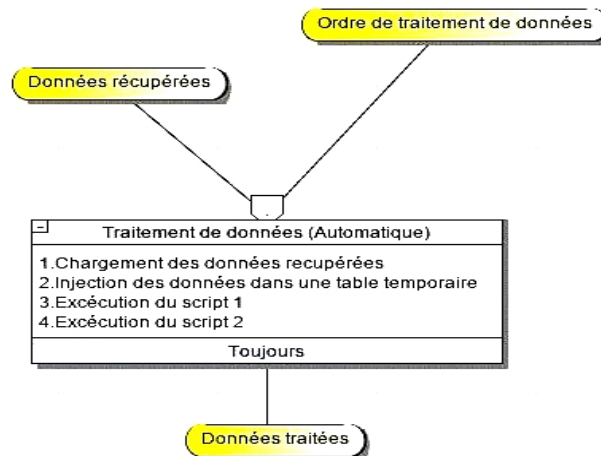 Ordre de traitement de données
Données récupérées
Traitement de données (Automatique)
1.Chargement des données recupérées
2.Injection des données dans une table temporaire
3.Excécution du script 1
4.Excécution du script 2
Toujours
Données traitées